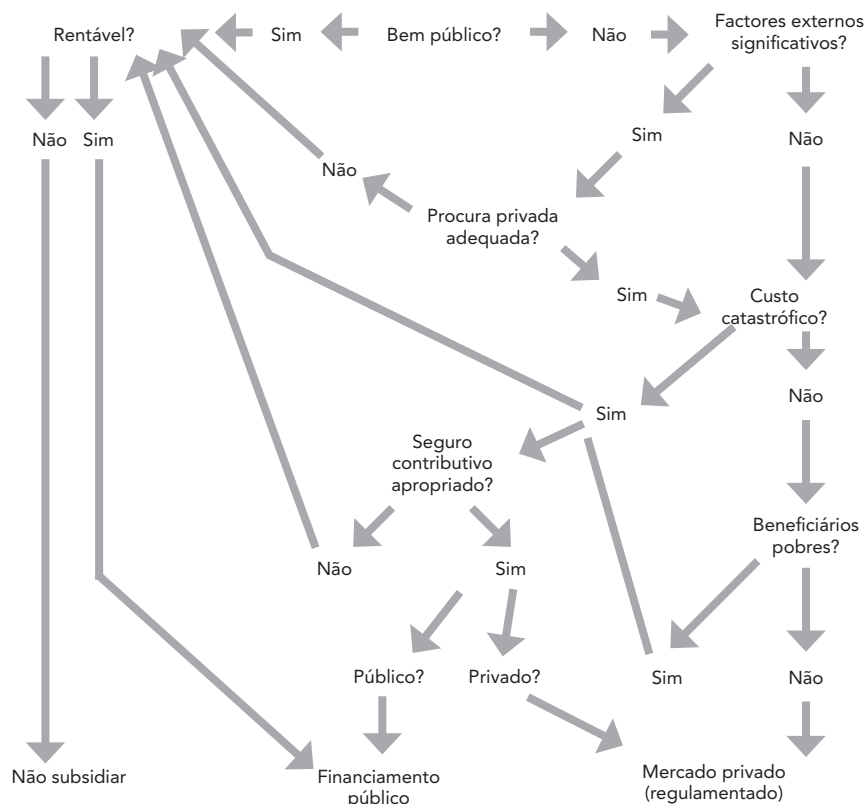 Rentável?
Sim
Bem público?
Não
Factores externos
significativos?
Não
Sim
Sim
Não
Não
Procura privada
adequada?
Sim
Custo
catastrófico?
Não
Sim
Seguro
contributivo
apropriado?
Beneficiários
pobres?
Não
Sim
Público?
Privado?
Sim
Não
Não subsidiar
Financiamento
público
Mercado privado
(regulamentado)